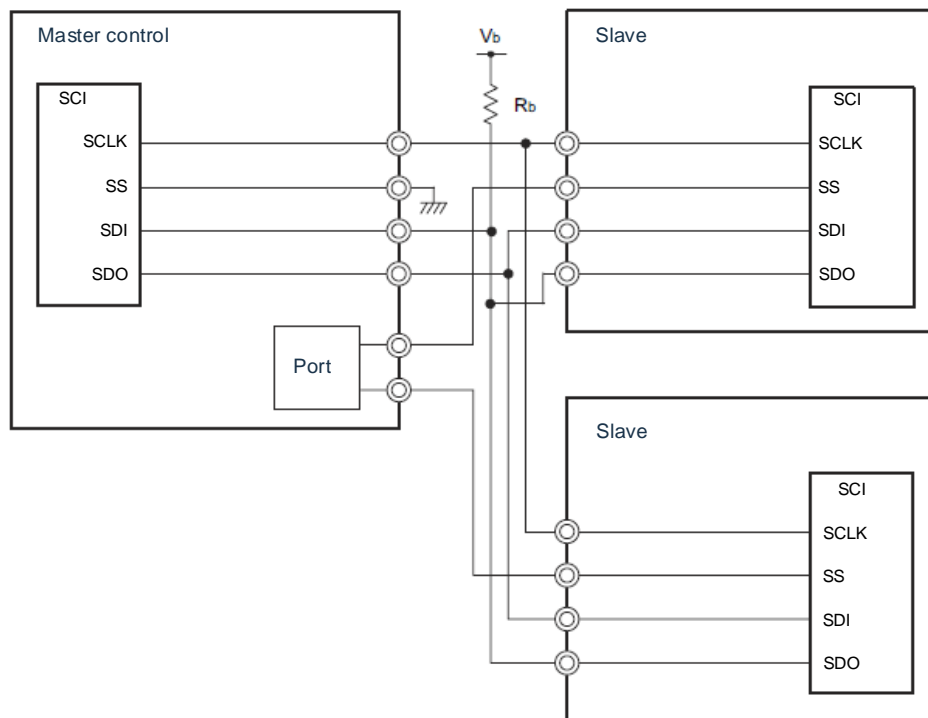 Master control
SCI
SCLK
SS
SDI
SDO
Port
Vb
Rb
Slave
SCI
SCLK
SS
SDI
SDO
Slave
SCI
SCLK
SS
SDI
SDO